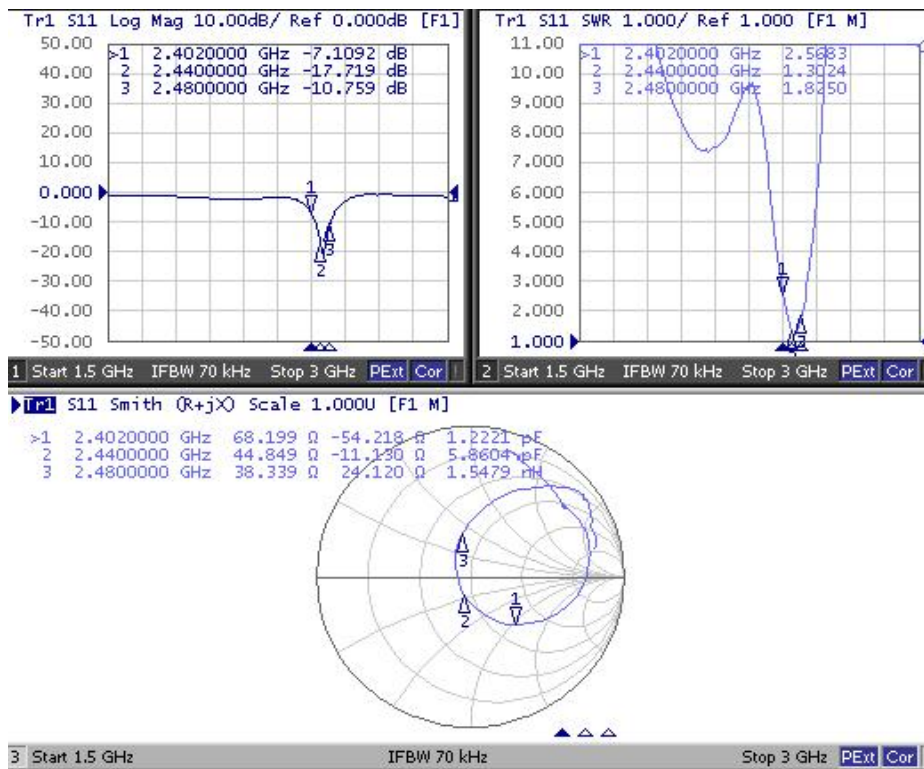 Tr1 S11 Log Mag 10.00dB/ Ref 0.000dB [F1]
50.00
40.00
30.00
20.00
10.00
0.000
-10.00
-20.00
-30.00
-40.00
-50.00
>1 2.4020000 GHz -7.1092 dB
2 2.4400000 GHz -17.719 dB
3 2.4800000 GHz -10.759 dB
1
2
3
1 Start 1.5 GHz IFBW 70 kHz Stop 3 GHz PExt Cor
Tr1 S11 SWR 1.000/ Ref 1.000 [F1 M]
11.00
10.00
9.000
8.000
7.000
6.000
5.000
4.000
3.000
2.000
1.000
>1 2.4020000 GHz 2.5683
2 2.4400000 GHz 1.3024
3 2.4800000 GHz 1.8250
1
2 Start 1.5 GHz IFBW 70 kHz Stop 3 GHz PExt Cor
Tr1 S11 Smith (R+jX) Scale 1.000U [F1 M]
>1 2.4020000 GHz 68.199 Ω -54.218 Ω 1.2221 pF
2 2.4400000 GHz 44.849 Ω -11.130 Ω 5.8604 pF
3 2.4800000 GHz 38.339 Ω 24.120 Ω 1.5479 nH
3
1
2
3 Start 1.5 GHz IFBW 70 kHz Stop 3 GHz PExt Cor